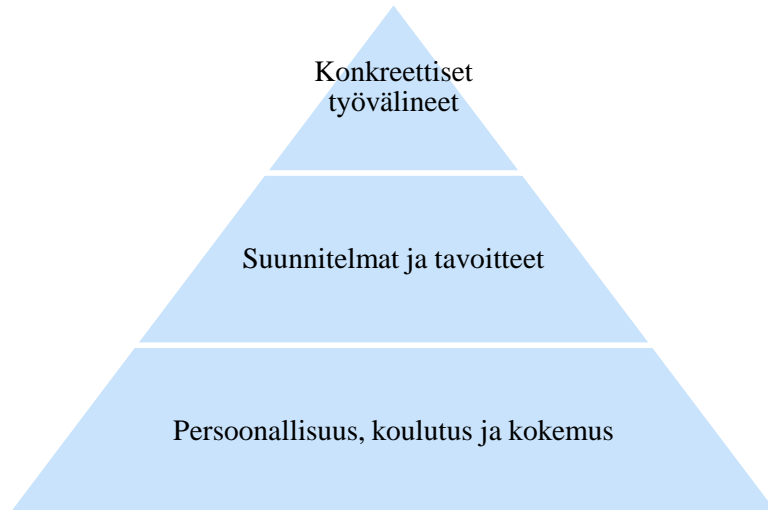 Konkreettiset
työvälineet
Suunnitelmat ja tavoitteet
Persoonallisuus, koulutus ja kokemus